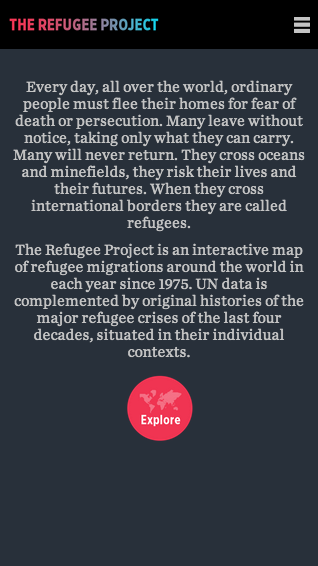 THE REFUGEE PROJECT
Every day, all over the world, ordinary
people must flee their homes for fear of
death or persecution. Many leave without
notice, taking only what they can carry.
Many will never return. They cross oceans
and minefields, they risk their lives and
their futures. When they cross
international borders they are called
refugees.
The Refugee Project is an interactive map
of refugee migrations around the world in
each year since 1975. UN data is
complemented by original histories of the
major refugee crises of the last four
decades, situated in their individual
contexts.
Explore